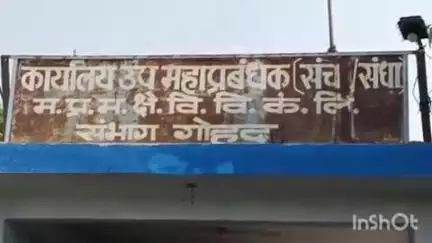 कार्यालय उप महाप्रबंधक (संच / संधा)
म.प्र.म.क्षे.वि.वि.कं.लि.
संभाग गोहद
InShOt